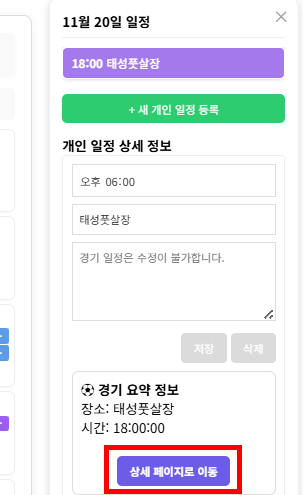 11월 20일 일정
18:00 태성풋살장
+ 새 개인 일정 등록
개인 일정 상세 정보
오후 06:00
태성풋살장
경기 일정은 수정이 불가합니다.
저장 삭제
⚽ 경기 요약 정보
장소: 태성풋살장
시간: 18:00:00
상세 페이지로 이동